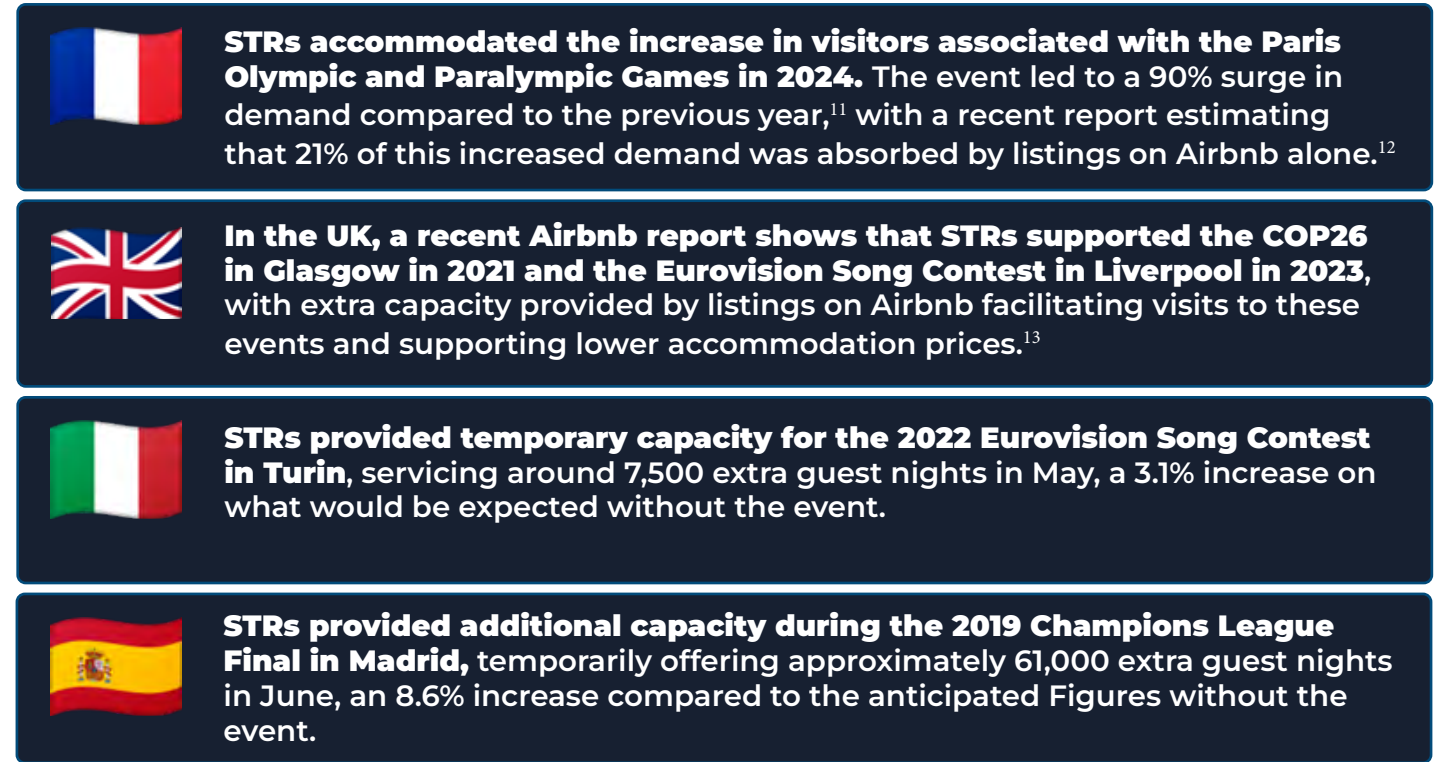 STRs accommodated the increase in visitors associated with the Paris
Olympic and Paralympic Games in 2024. The event led to a 90% surge in
demand compared to the previous year,11 with a recent report estimating
that 21% of this increased demand was absorbed by listings on Airbnb alone.12
In the UK, a recent Airbnb report shows that STRs supported the COP26
in Glasgow in 2021 and the Eurovision Song Contest in Liverpool in 2023,
with extra capacity provided by listings on Airbnb facilitating visits to these
events and supporting lower accommodation prices.13
STRs provided temporary capacity for the 2022 Eurovision Song Contest
in Turin, servicing around 7,500 extra guest nights in May, a 3.1% increase on
what would be expected without the event.
STRs provided additional capacity during the 2019 Champions League
Final in Madrid, temporarily offering approximately 61,000 extra guest nights
in June, an 8.6% increase compared to the anticipated Figures without the
event.